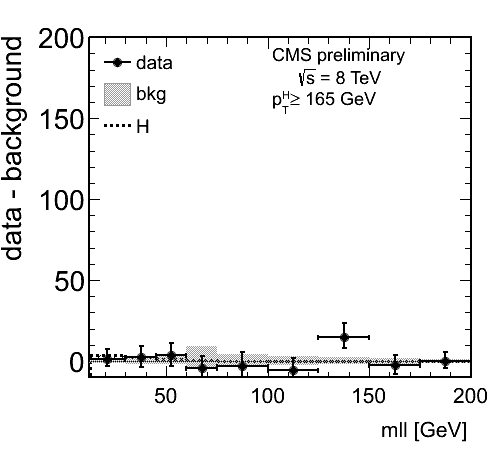 data - background
200
150
100
50
0
data
bkg
H
CMS preliminary
√s = 8 TeV
p_T^H ≥ 165 GeV
50 100 150 200
mll [GeV]